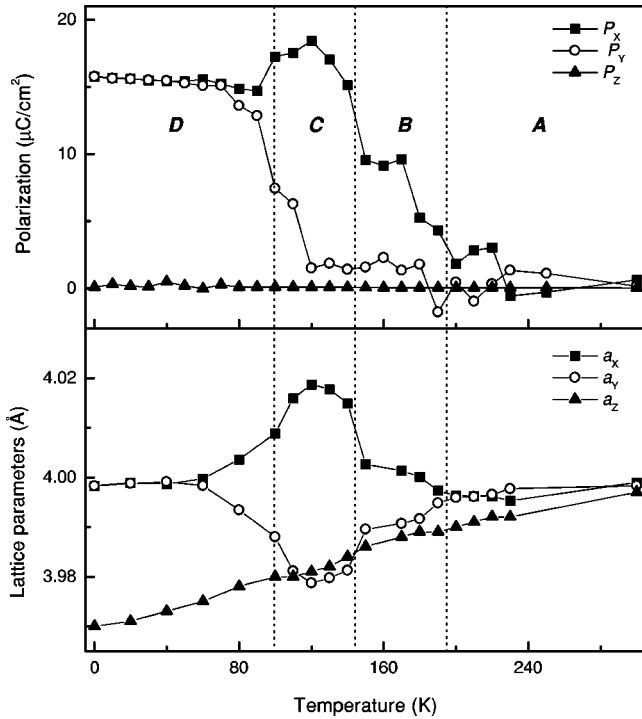 20
10
0
Polarization (μC/cm²)
P_X
P_Y
P_Z
D
C
B
A
4.02
4.00
3.98
Lattice parameters (Å)
a_X
a_Y
a_Z
0
80
160
240
Temperature (K)